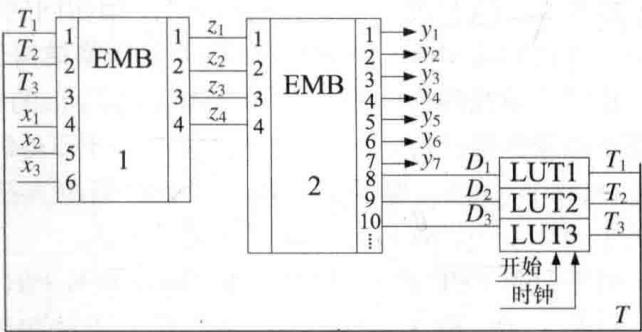 T₁ 1 EMB 1 z₁ 1 EMB 1 y₁
T₂ 2 2 z₂ 2 2 y₂
T₃ 3 3 z₃ 3 3 y₃
x₁ 4 4 z₄ 4 4 y₄
x₂ 5 5 y₅
x₃ 6 6 y₆
1 2 7 y₇
8 D₁ LUT1 T₁
9 D₂ LUT2 T₂
10 D₃ LUT3 T₃
开始
时钟
T